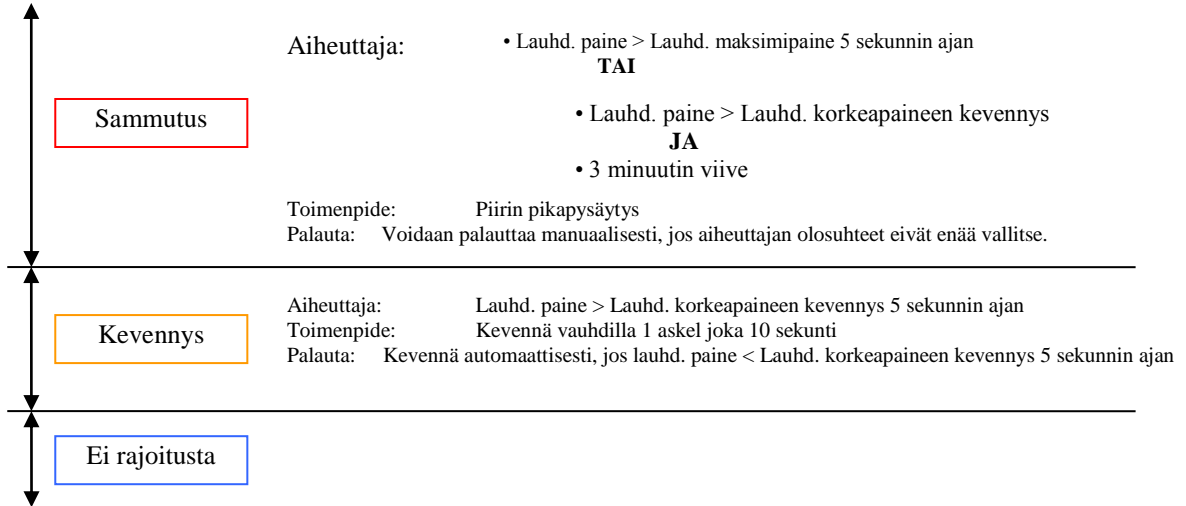 Aiheuttaja: • Lauhd. paine > Lauhd. maksimipaine 5 sekunnin ajan
TAI
Sammutus • Lauhd. paine > Lauhd. korkeapaineen kevennys
JA
• 3 minuutin viive
Toimenpide: Piirin pikapysäytys
Palauta: Voidaan palauttaa manuaalisesti, jos aiheuttajan olosuhteet eivät enää vallitse.
Aiheuttaja: Lauhd. paine > Lauhd. korkeapaineen kevennys 5 sekunnin ajan
Kevennys Toimenpide: Kevennä vauhdilla 1 askel joka 10 sekunti
Palauta: Kevennä automaattisesti, jos lauhd. paine < Lauhd. korkeapaineen kevennys 5 sekunnin ajan
Ei rajoitusta